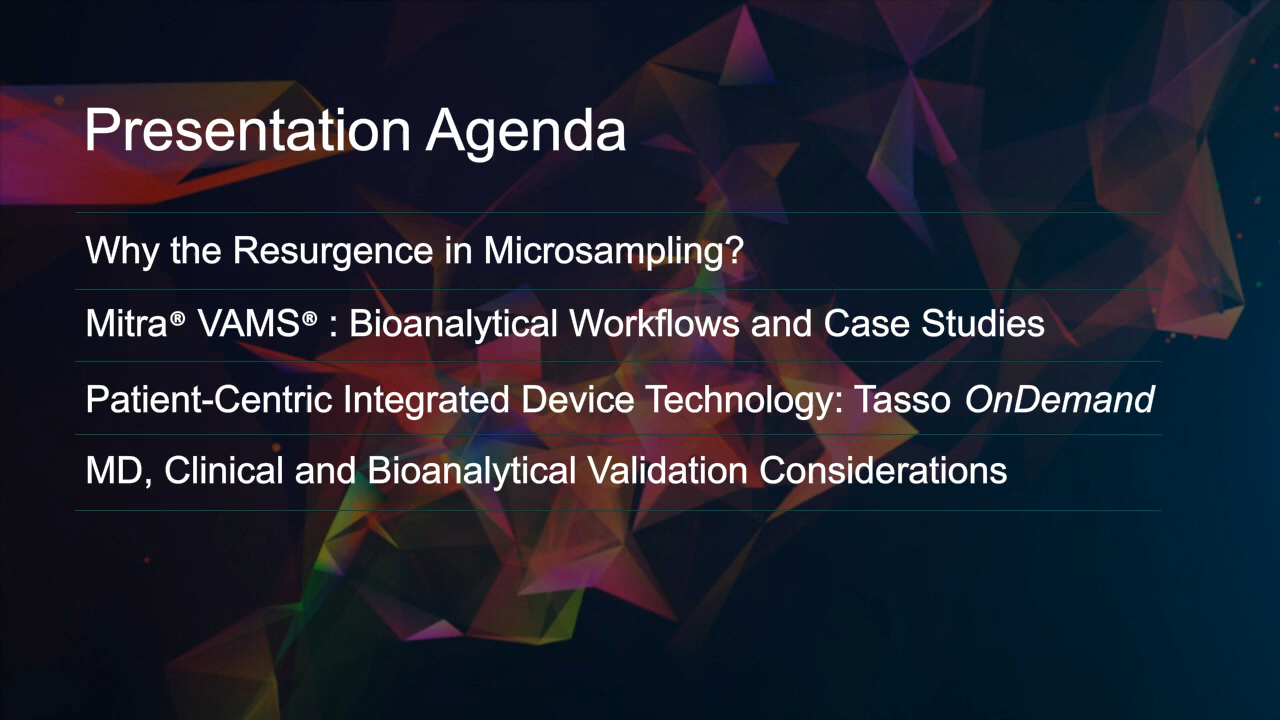 Presentation Agenda
Why the Resurgence in Microsampling?
Mitra® VAMS® : Bioanalytical Workflows and Case Studies
Patient-Centric Integrated Device Technology: Tasso OnDemand
MD, Clinical and Bioanalytical Validation Considerations